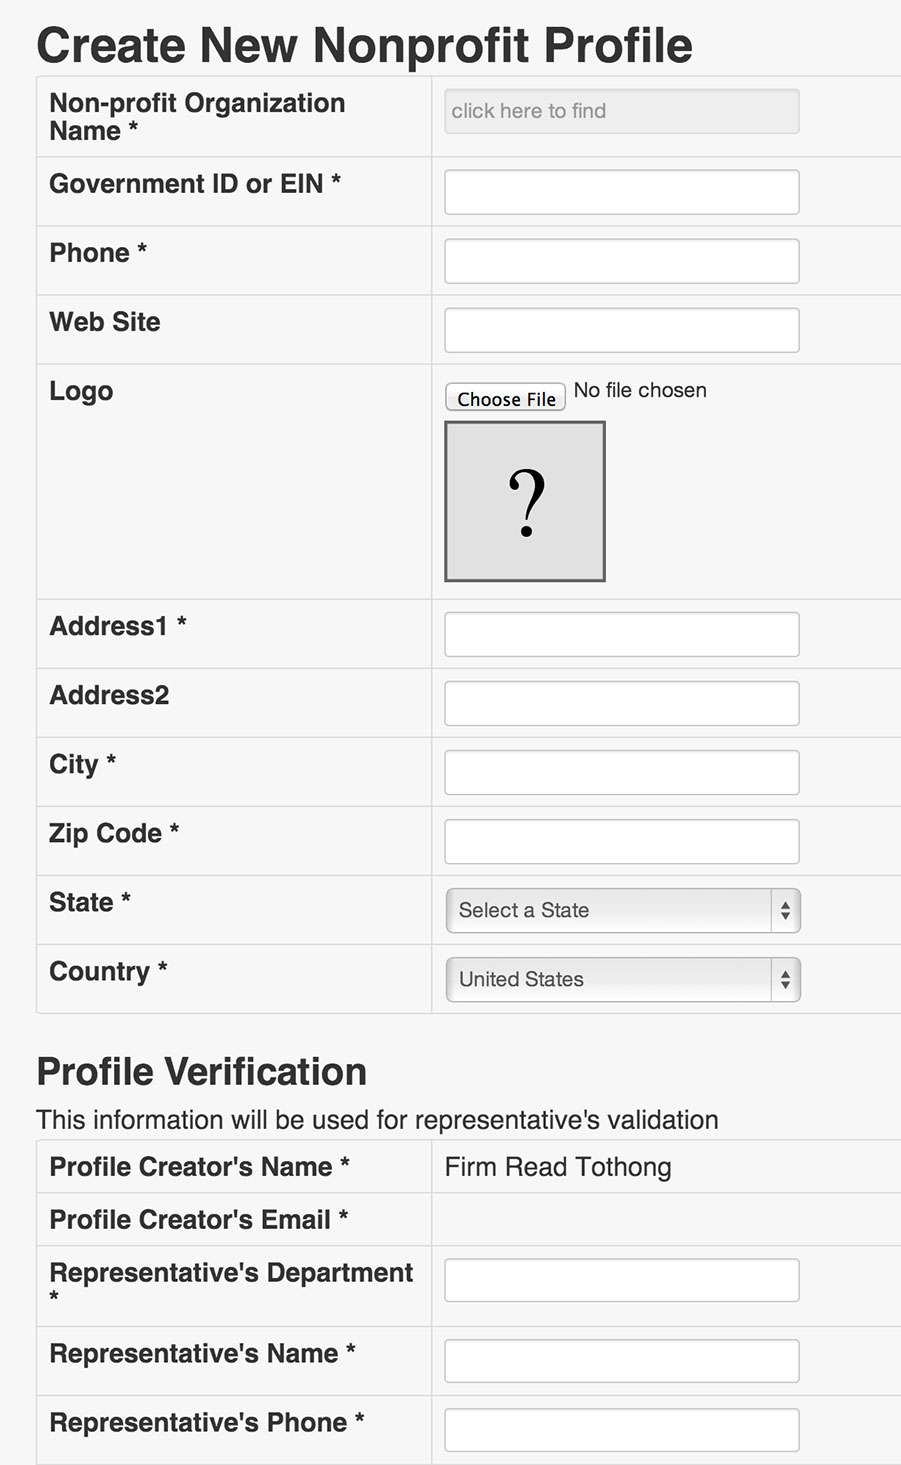 Create New Nonprofit Profile
Non-profit Organization
Name *
click here to find
Government ID or EIN *
Phone *
Web Site
Logo
Choose File No file chosen
?
Address1 *
Address2
City *
Zip Code *
State *
Select a State
Country *
United States
Profile Verification
This information will be used for representative's validation
Profile Creator's Name *
Firm Read Tothong
Profile Creator's Email *
Representative's Department
*
Representative's Name *
Representative's Phone *